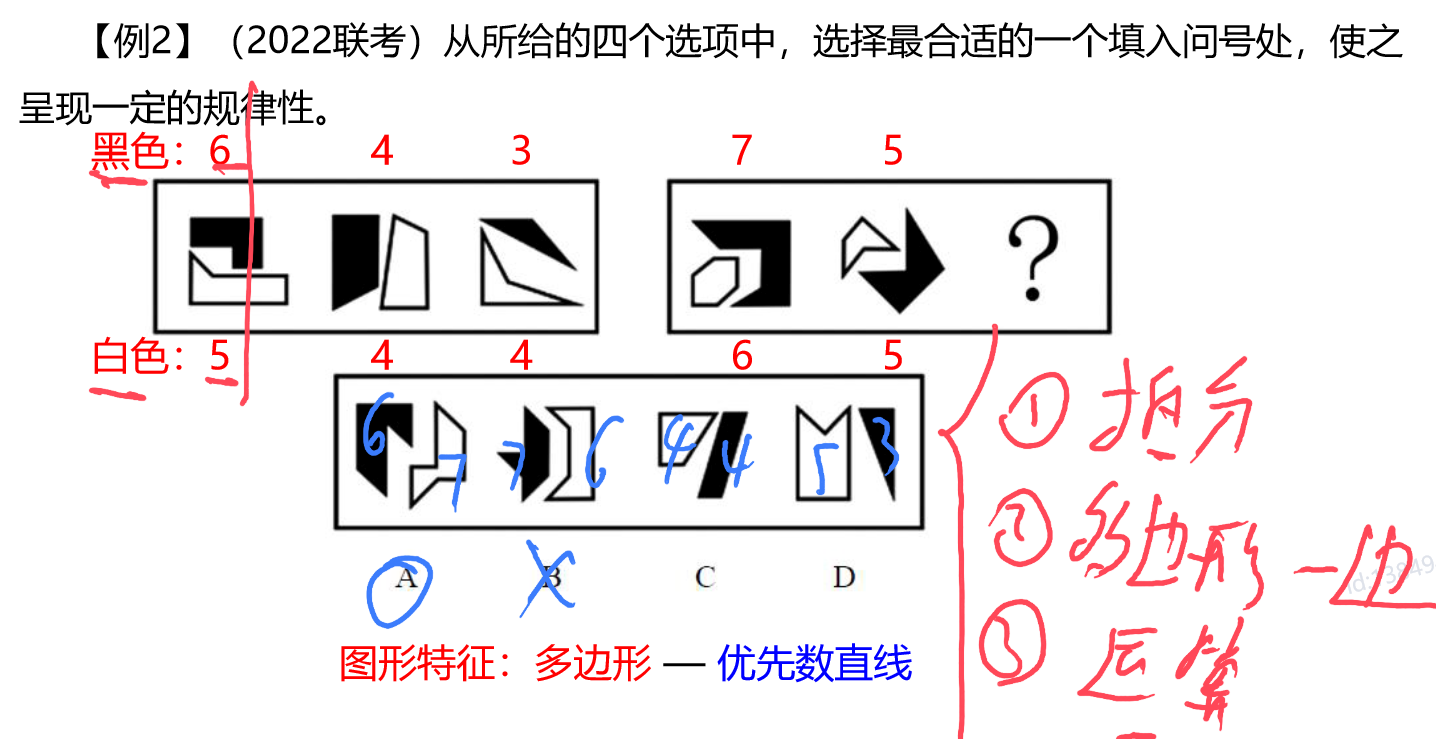 【例2】（2022联考）从所给的四个选项中，选择最合适的一个填入问号处，使之
呈现一定的规律性。
黑色：6 4 3 7 5
?
白色：5 4 4 6 5
6 7 7 6 4 4 5 3
A B C D
① 拆分
② 多边形 — 边
③ 运算
id:13849
图形特征：多边形 — 优先数直线